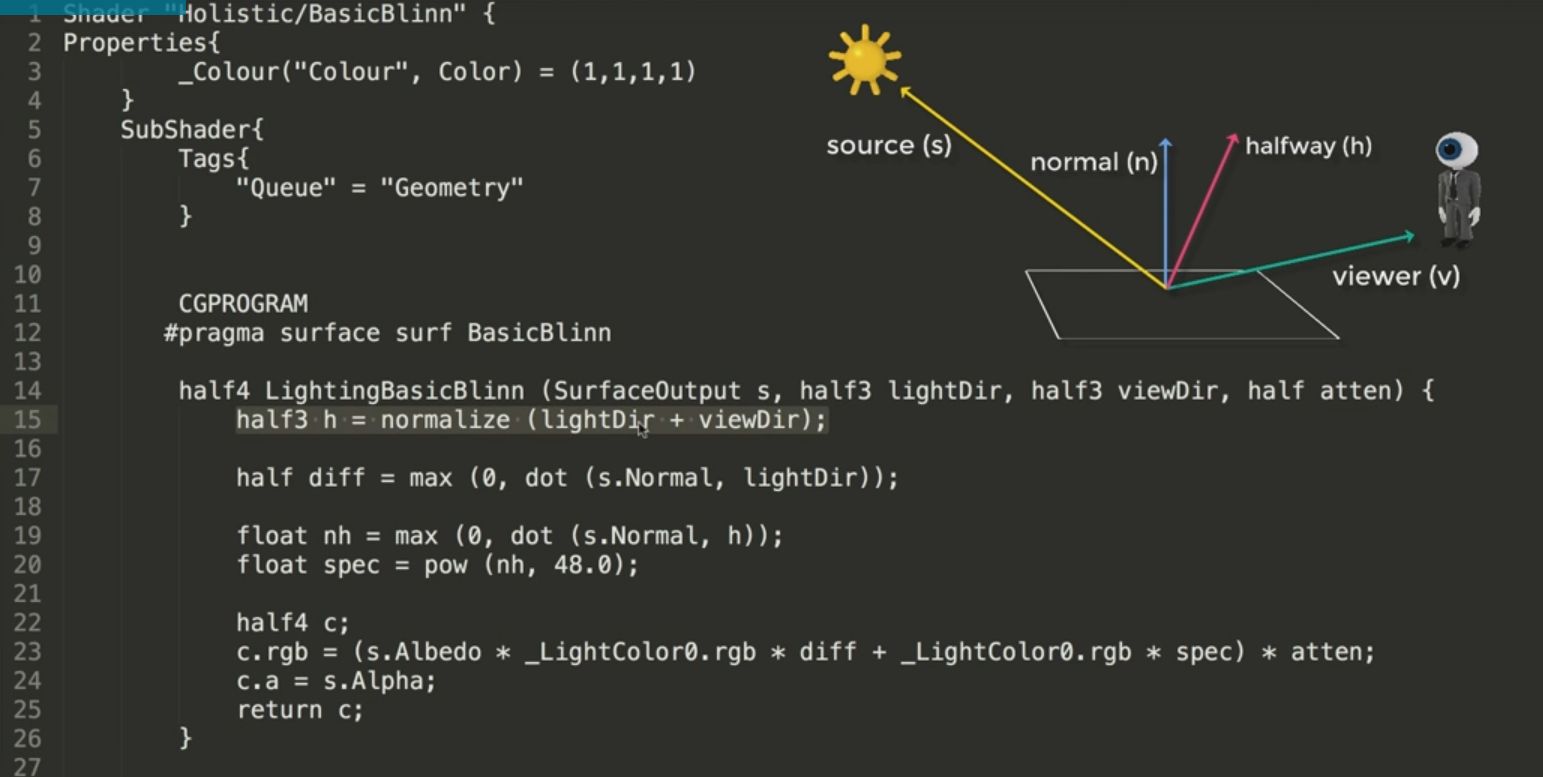 1 Shader "Holistic/BasicBlinn" {
2 Properties{
3 _Colour("Colour", Color) = (1,1,1,1)
4 }
5 SubShader{
6 Tags{
7 "Queue" = "Geometry"
8 }
9
10
11 CGPROGRAM
12 #pragma surface surf BasicBlinn
13
14 half4 LightingBasicBlinn (SurfaceOutput s, half3 lightDir, half3 viewDir, half atten) {
15 half3 h = normalize (lightDir + viewDir);
16
17 half diff = max (0, dot (s.Normal, lightDir));
18
19 float nh = max (0, dot (s.Normal, h));
20 float spec = pow (nh, 48.0);
21
22 half4 c;
23 c.rgb = (s.Albedo * _LightColor0.rgb * diff + _LightColor0.rgb * spec) * atten;
24 c.a = s.Alpha;
25 return c;
26 }
27
source (s)
normal (n)
halfway (h)
viewer (v)